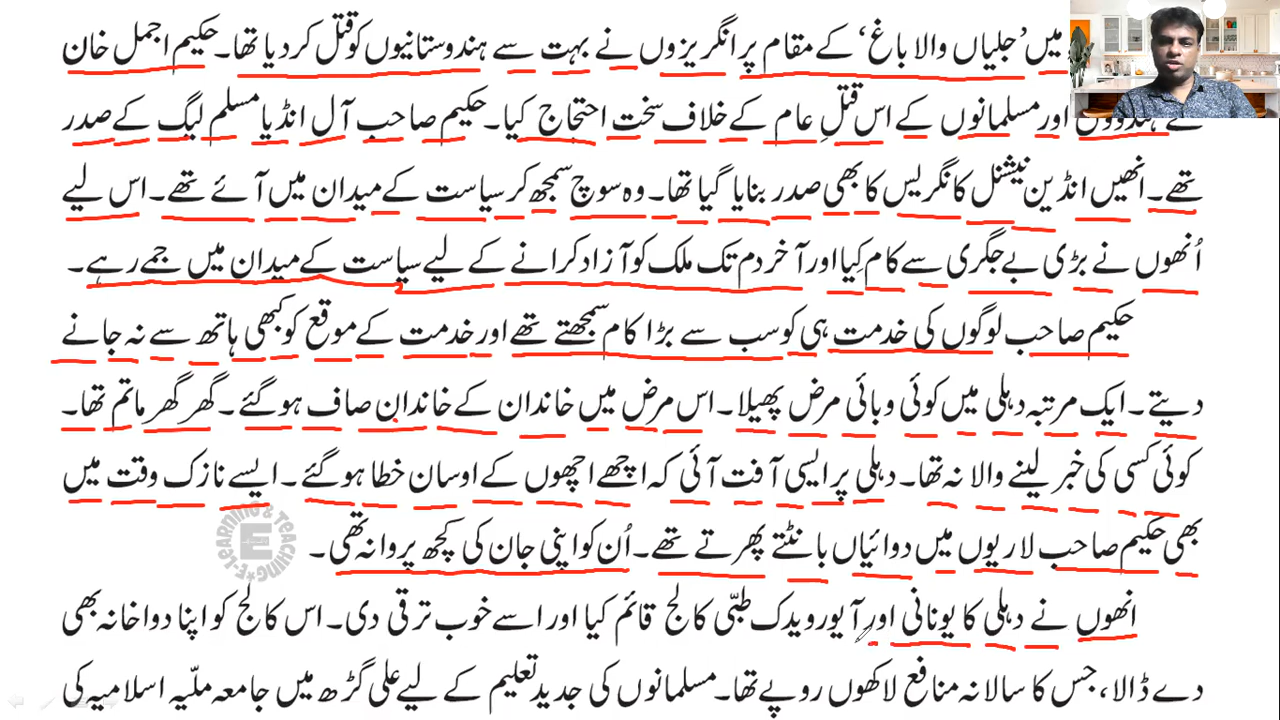 میں ’جلیاں والا باغ‘ کے مقام پر انگریزوں نے بہت سے ہندوستانیوں کو قتل کر دیا تھا۔ حکیم اجمل خان
نے ہندوؤں اور مسلمانوں کے اس قتلِ عام کے خلاف سخت احتجاج کیا۔ حکیم صاحب آل انڈیا مسلم لیگ کے صدر
تھے۔ انھیں انڈین نیشنل کانگریس کا بھی صدر بنایا گیا تھا۔ وہ سوچ سمجھ کر سیاست کے میدان میں آئے تھے۔ اس لیے
اُنھوں نے بڑی بے جگری سے کام کیا اور آخر دم تک ملک کو آزاد کرانے کے لیے سیاست کے میدان میں جمے رہے۔
حکیم صاحب لوگوں کی خدمت ہی کو سب سے بڑا کام سمجھتے تھے اور خدمت کے موقع کو کبھی ہاتھ سے نہ جانے
دیتے۔ ایک مرتبہ دہلی میں کوئی وبائی مرض پھیلا۔ اس مرض میں خاندان کے خاندان صاف ہوگئے۔ گھر گھر ماتم تھا۔
کوئی کسی کی خبر لینے والا نہ تھا۔ دہلی پر ایسی آفت آئی کہ اچھے اچھوں کے اوسان خطا ہوگئے۔ ایسے نازک وقت میں
بھی حکیم صاحب لاریوں میں دوائیاں بانٹتے پھرتے تھے۔ اُن کو اپنی جان کی کچھ پروا نہ تھی۔
E-LeARNiNG & TeACHiNG
E
انھوں نے دہلی کا یونانی اور آیورویدک طبّی کالج قائم کیا اور اسے خوب ترقی دی۔ اس کالج کو اپنا دواخانہ بھی
دے ڈالا، جس کا سالانہ منافع لاکھوں روپے تھا۔ مسلمانوں کی جدید تعلیم کے لیے علی گڑھ میں جامعہ ملّیہ اسلامیہ کی